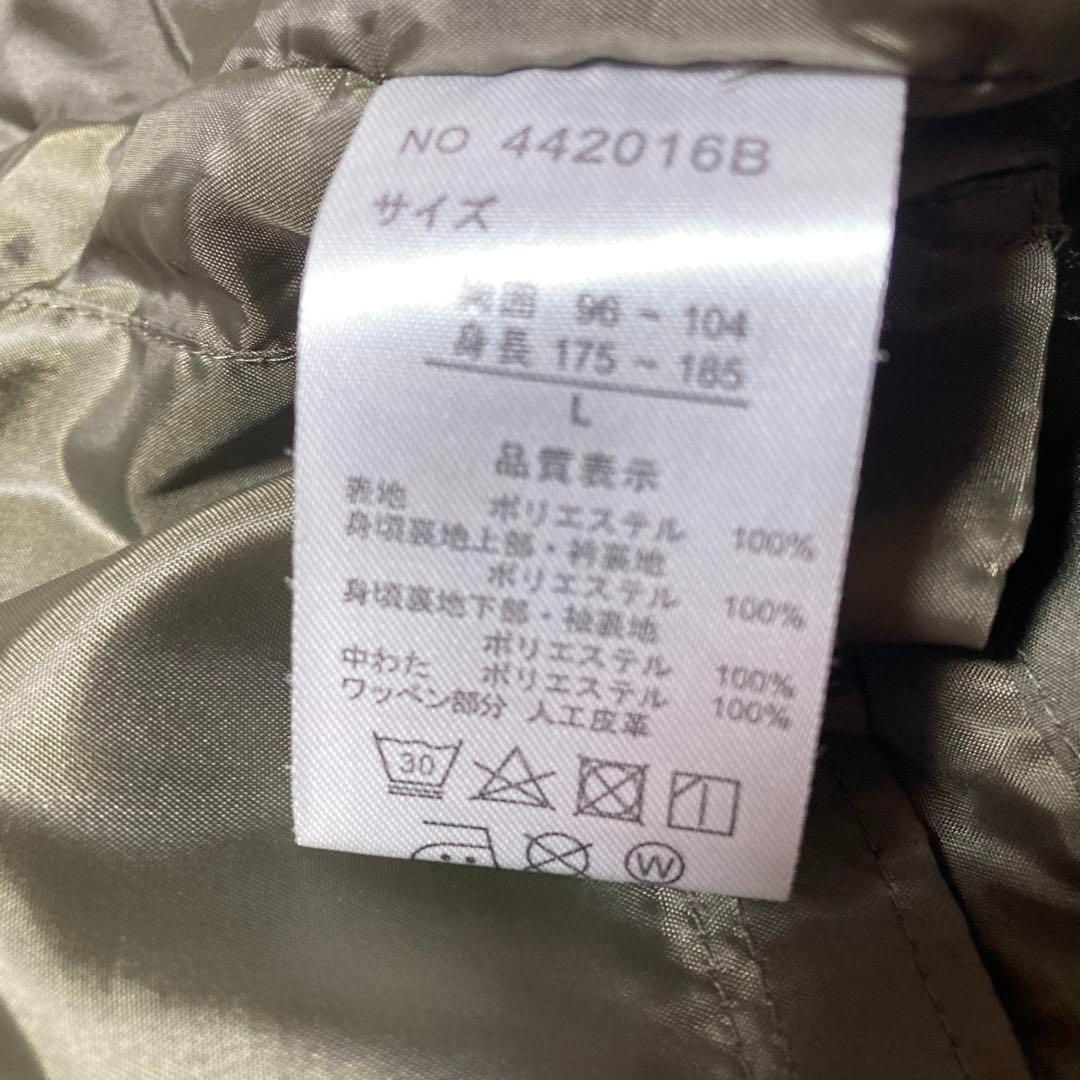 NO 442016B
サイズ
胸囲 96 ~ 104
身長 175 ~ 185
L
品質表示
表地 ポリエステル 100%
身頃裏地上部・衿裏地
ポリエステル 100%
身頃裏地下部・袖裏地
ポリエステル 100%
中わた ポリエステル 100%
ワッペン部分 人工皮革
30
W